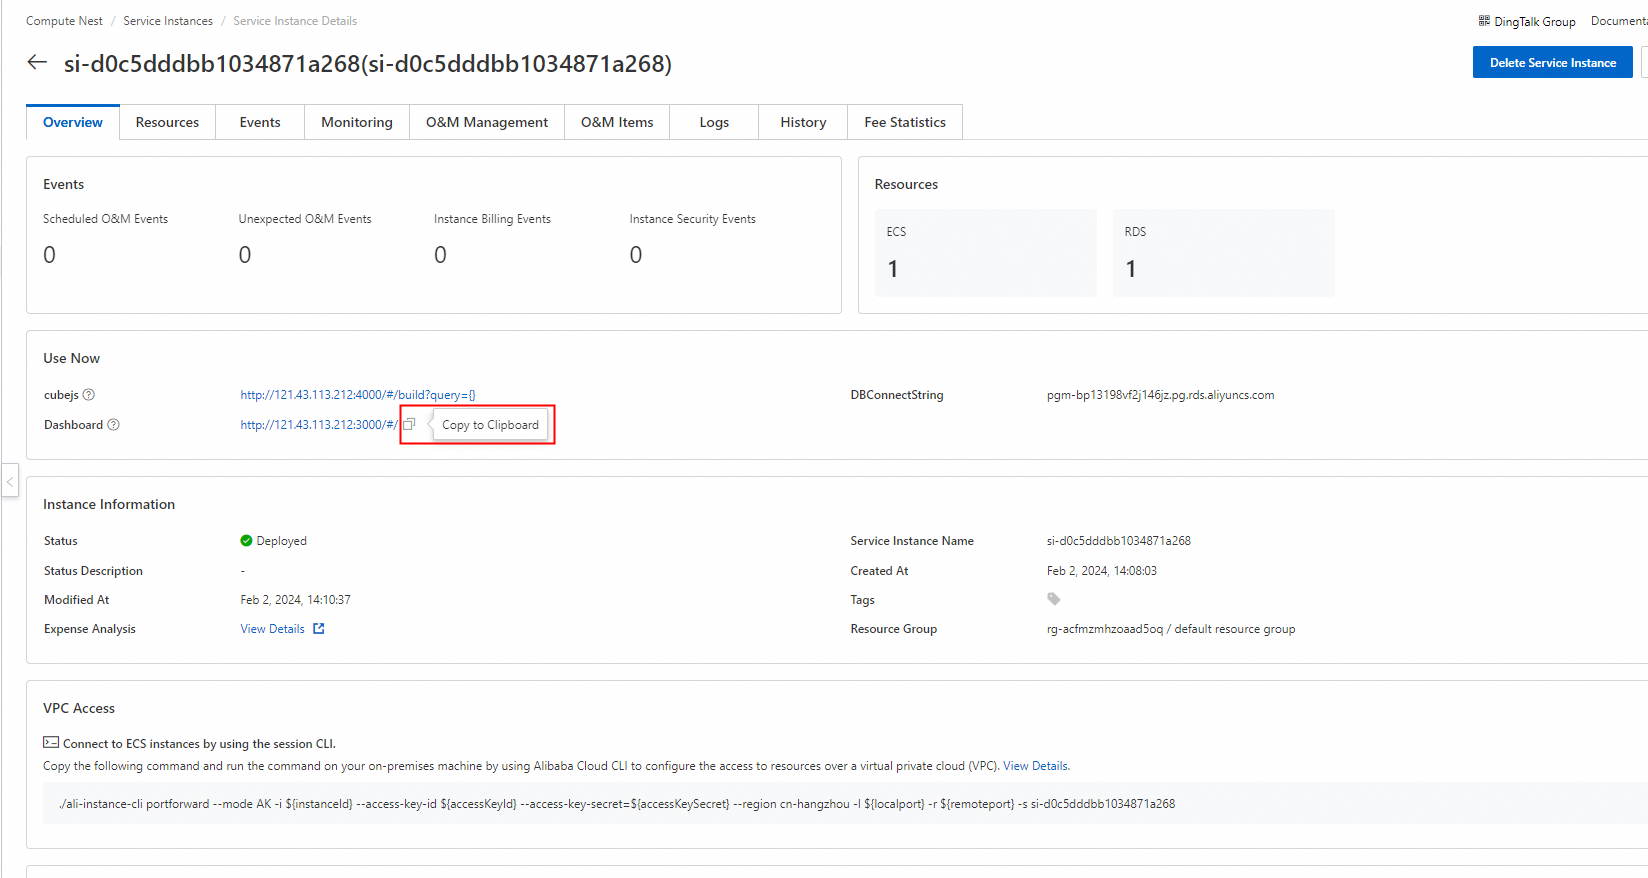 Compute Nest / Service Instances / Service Instance Details
DingTalk Group
si-d0c5dddbb1034871a268(si-d0c5dddbb1034871a268)
Delete Service Instance
Overview Resources Events Monitoring O&M Management O&M Items Logs History Fee Statistics
Events
Scheduled O&M Events Unexpected O&M Events Instance Billing Events Instance Security Events
0 0 0 0
Resources
ECS RDS
1 1
Use Now
cubejs http://121.43.113.212:4000/#/build?query={}
DBConnectString pgm-bp13198vf2j146jz.pg.rds.aliyuncs.com
Dashboard http://121.43.113.212:3000/#/ Copy to Clipboard
Instance Information
Status Deployed
Service Instance Name si-d0c5dddbb1034871a268
Status Description -
Created At Feb 2, 2024, 14:08:03
Modified At Feb 2, 2024, 14:10:37
Tags
Expense Analysis View Details
Resource Group rg-acfmzmhzoaad5oq / default resource group
VPC Access
Connect to ECS instances by using the session CLI.
Copy the following command and run the command on your on-premises machine by using Alibaba Cloud CLI to configure the access to resources over a virtual private cloud (VPC). View Details.
./ali-instance-cli portforward --mode AK -i ${instanceId} --access-key-id ${accessKeyId} --access-key-secret=${accessKeySecret} --region cn-hangzhou -l ${localport} -r ${remoteport} -s si-d0c5dddbb1034871a268